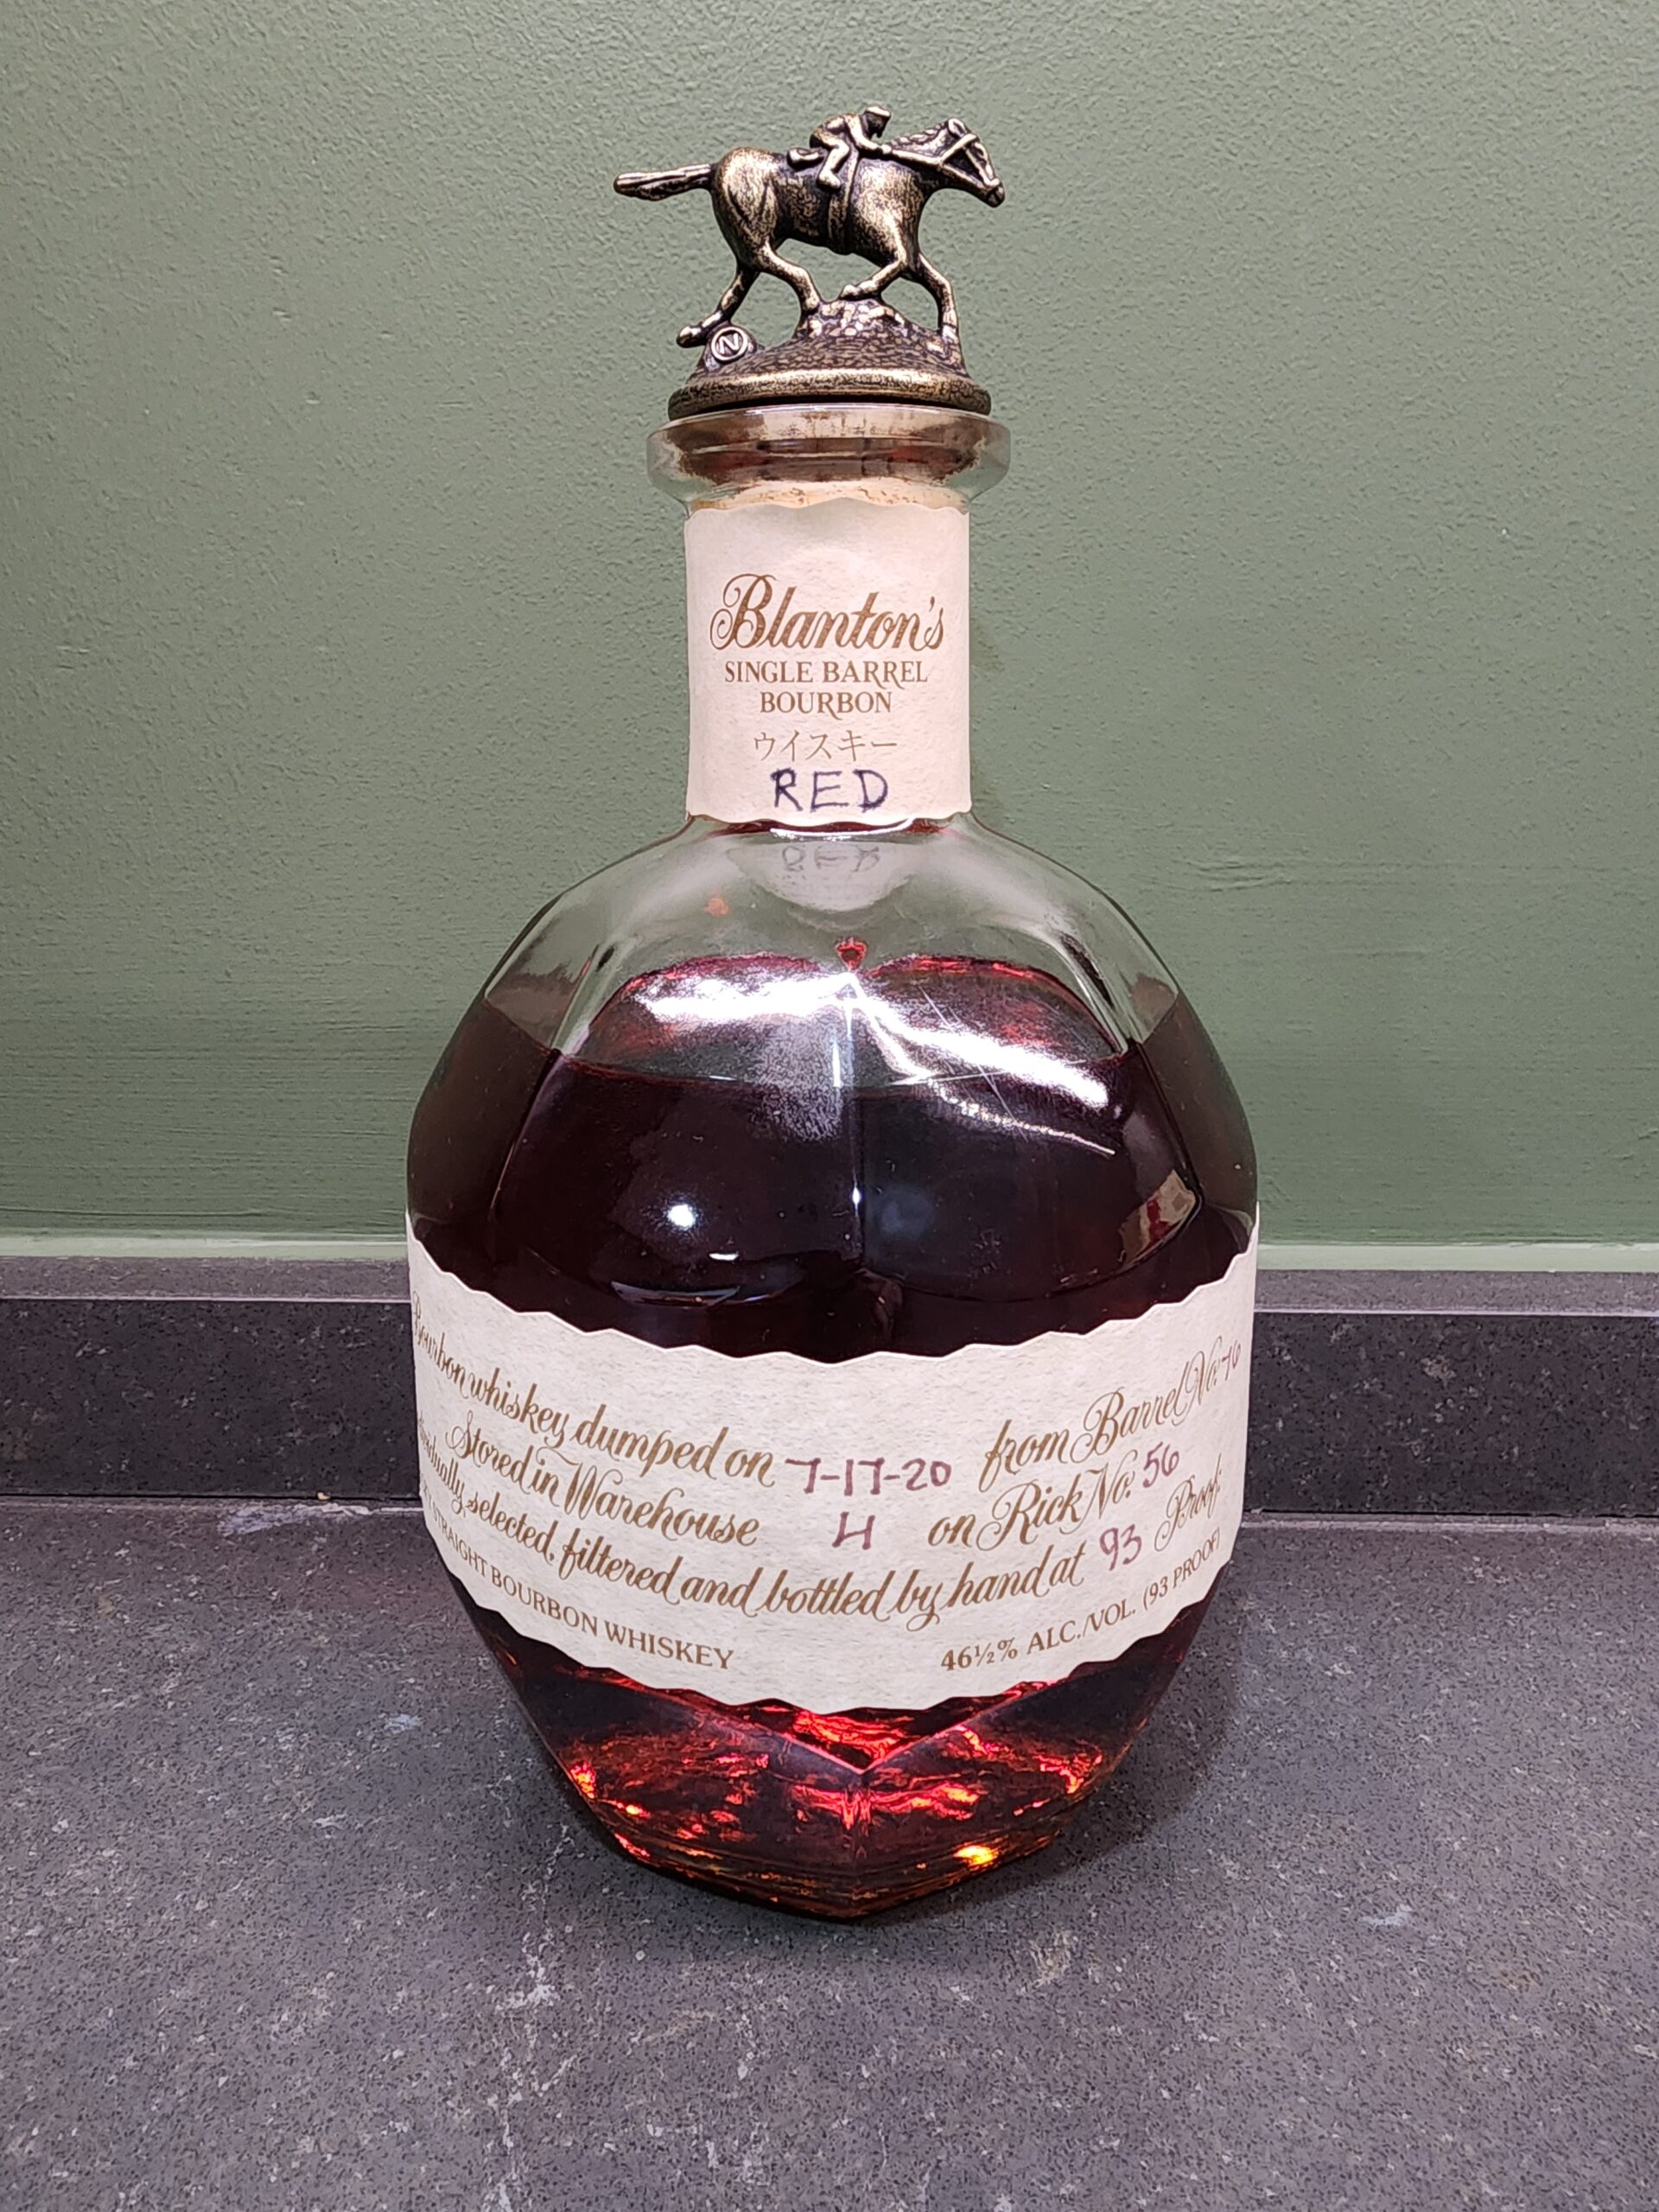 N
Blanton's
SINGLE BARREL
BOURBON
ウイスキー
RED
Bourbon whiskey dumped on 7-17-20 from Barrel No.
Stored in Warehouse H on Rick No. 56
selected, filtered and bottled by hand at 93 Proof.
STRAIGHT BOURBON WHISKEY 46½% ALC./VOL. (93 PROOF)